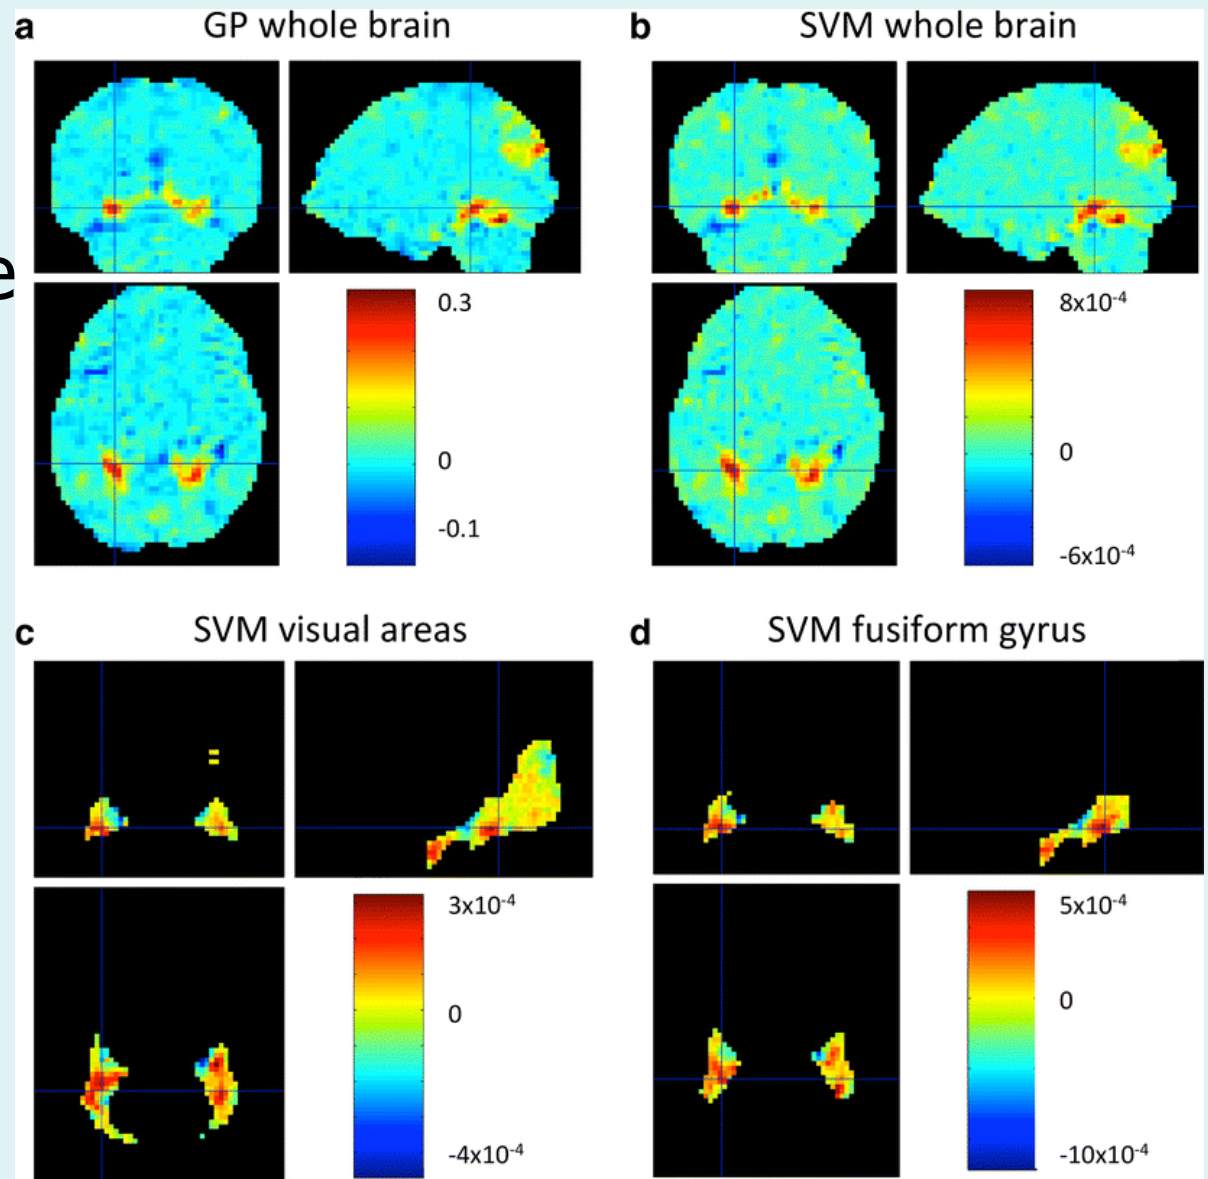 a GP whole brain
b SVM whole brain
e
0.3
0
-0.1
8x10⁻⁴
0
-6x10⁻⁴
c SVM visual areas
d SVM fusiform gyrus
3x10⁻⁴
0
-4x10⁻⁴
5x10⁻⁴
0
-10x10⁻⁴